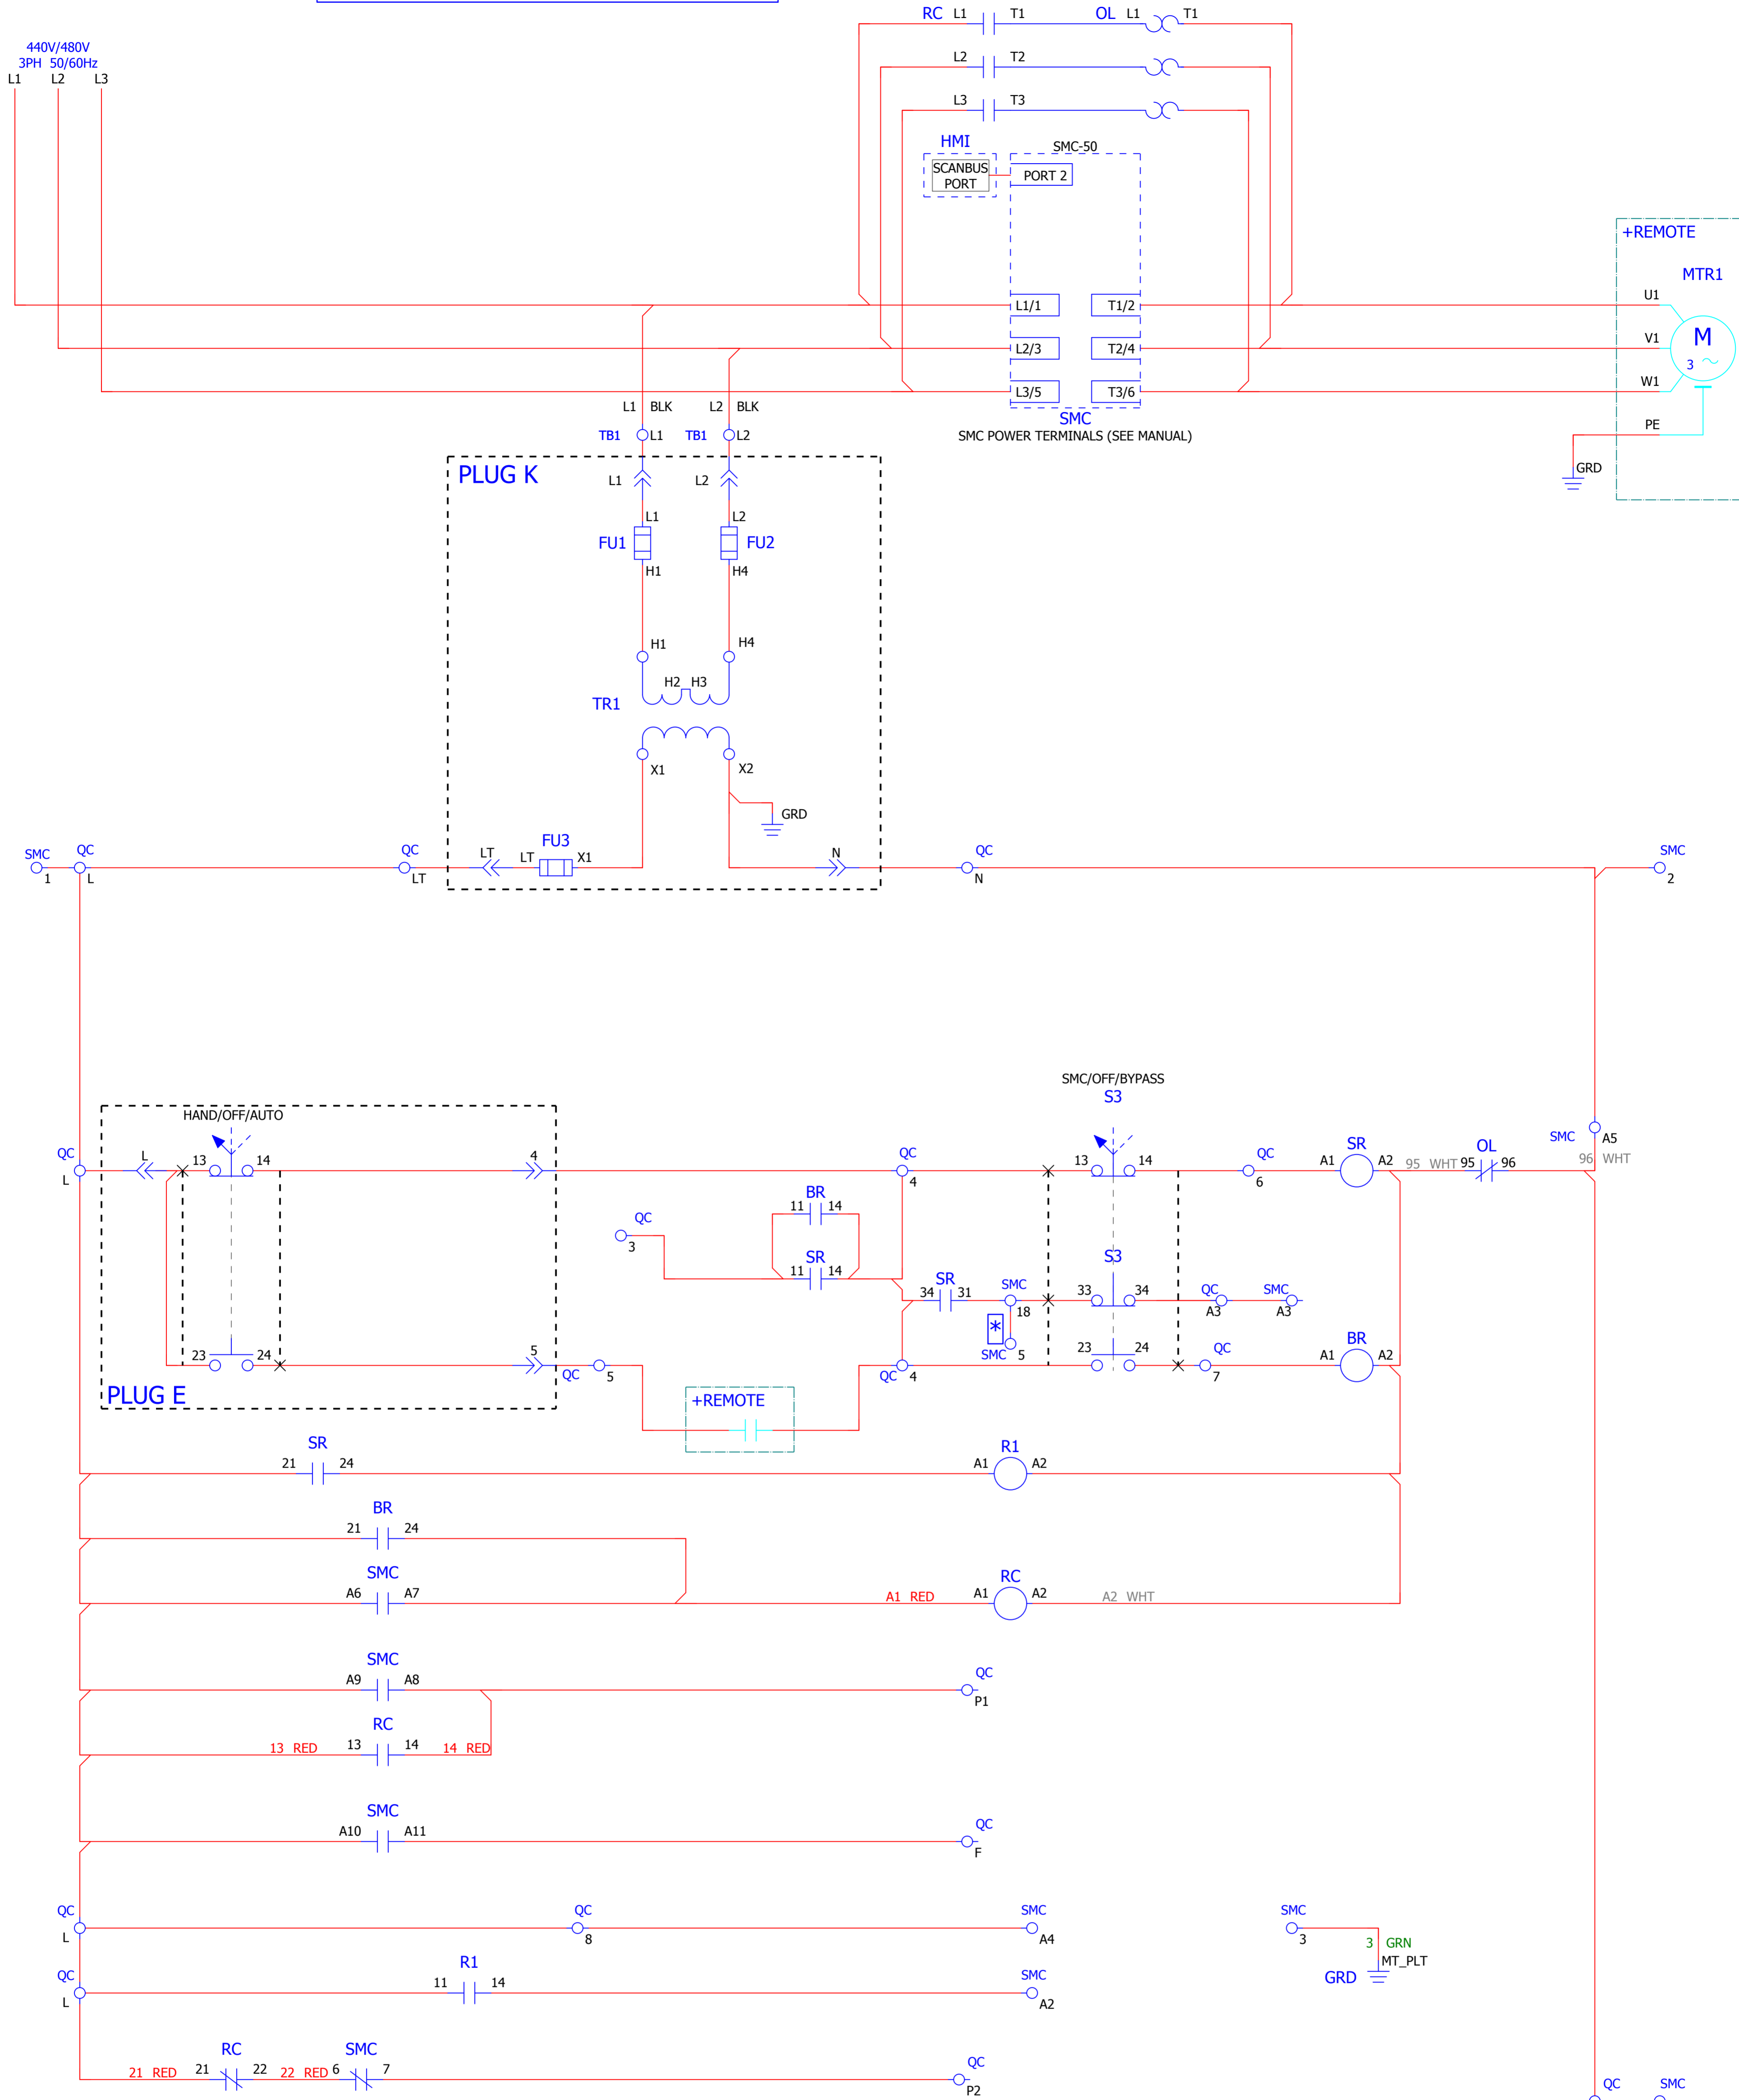 RC L1 T1 OL L1 T1
440V/480V
3PH 50/60Hz
L1 L2 L3
L2 T2
L3 T3
HMI
SMC-50
SCANBUS
PORT
PORT 2
+REMOTE
MTR1
L1/1 T1/2
U1
L2/3 T2/4
V1
M
3
L3/5 T3/6
W1
L1 BLK L2 BLK
SMC
SMC POWER TERMINALS (SEE MANUAL)
PE
GRD
TB1 L1 TB1 L2
PLUG K
L1 L2
L1 L2
FU1 FU2
H1 H4
H1 H4
H2 H3
TR1
X1 X2
GRD
FU3
SMC QC QC LT LT X1 N QC SMC
1 L LT N 2
SMC/OFF/BYPASS
S3
HAND/OFF/AUTO
QC L 13 14 4 QC 13 14 QC SR OL SMC A5
L 4 6 A1 A2 95 WHT 95 96 96 WHT
BR
11 14
QC
3
SR
11 14
S3
SR
34 31 SMC 33 34 QC SMC
18 A3 A3
*
SMC 5
23 24 5 QC 5 QC 4 23 24 QC 7 BR A1 A2
PLUG E
+REMOTE
SR
21 24
R1
A1 A2
BR
21 24
SMC
A6 A7
RC
A1 RED A1 A2 A2 WHT
SMC
A9 A8
QC
P1
RC
13 RED 13 14 14 RED
SMC
A10 A11
QC
F
QC QC SMC SMC
L 8 A4 3
3 GRN
MT_PLT
GRD
QC R1 SMC
L 11 14 A2
RC SMC
21 RED 21 22 22 RED 6 7
QC
P2
QC SMC